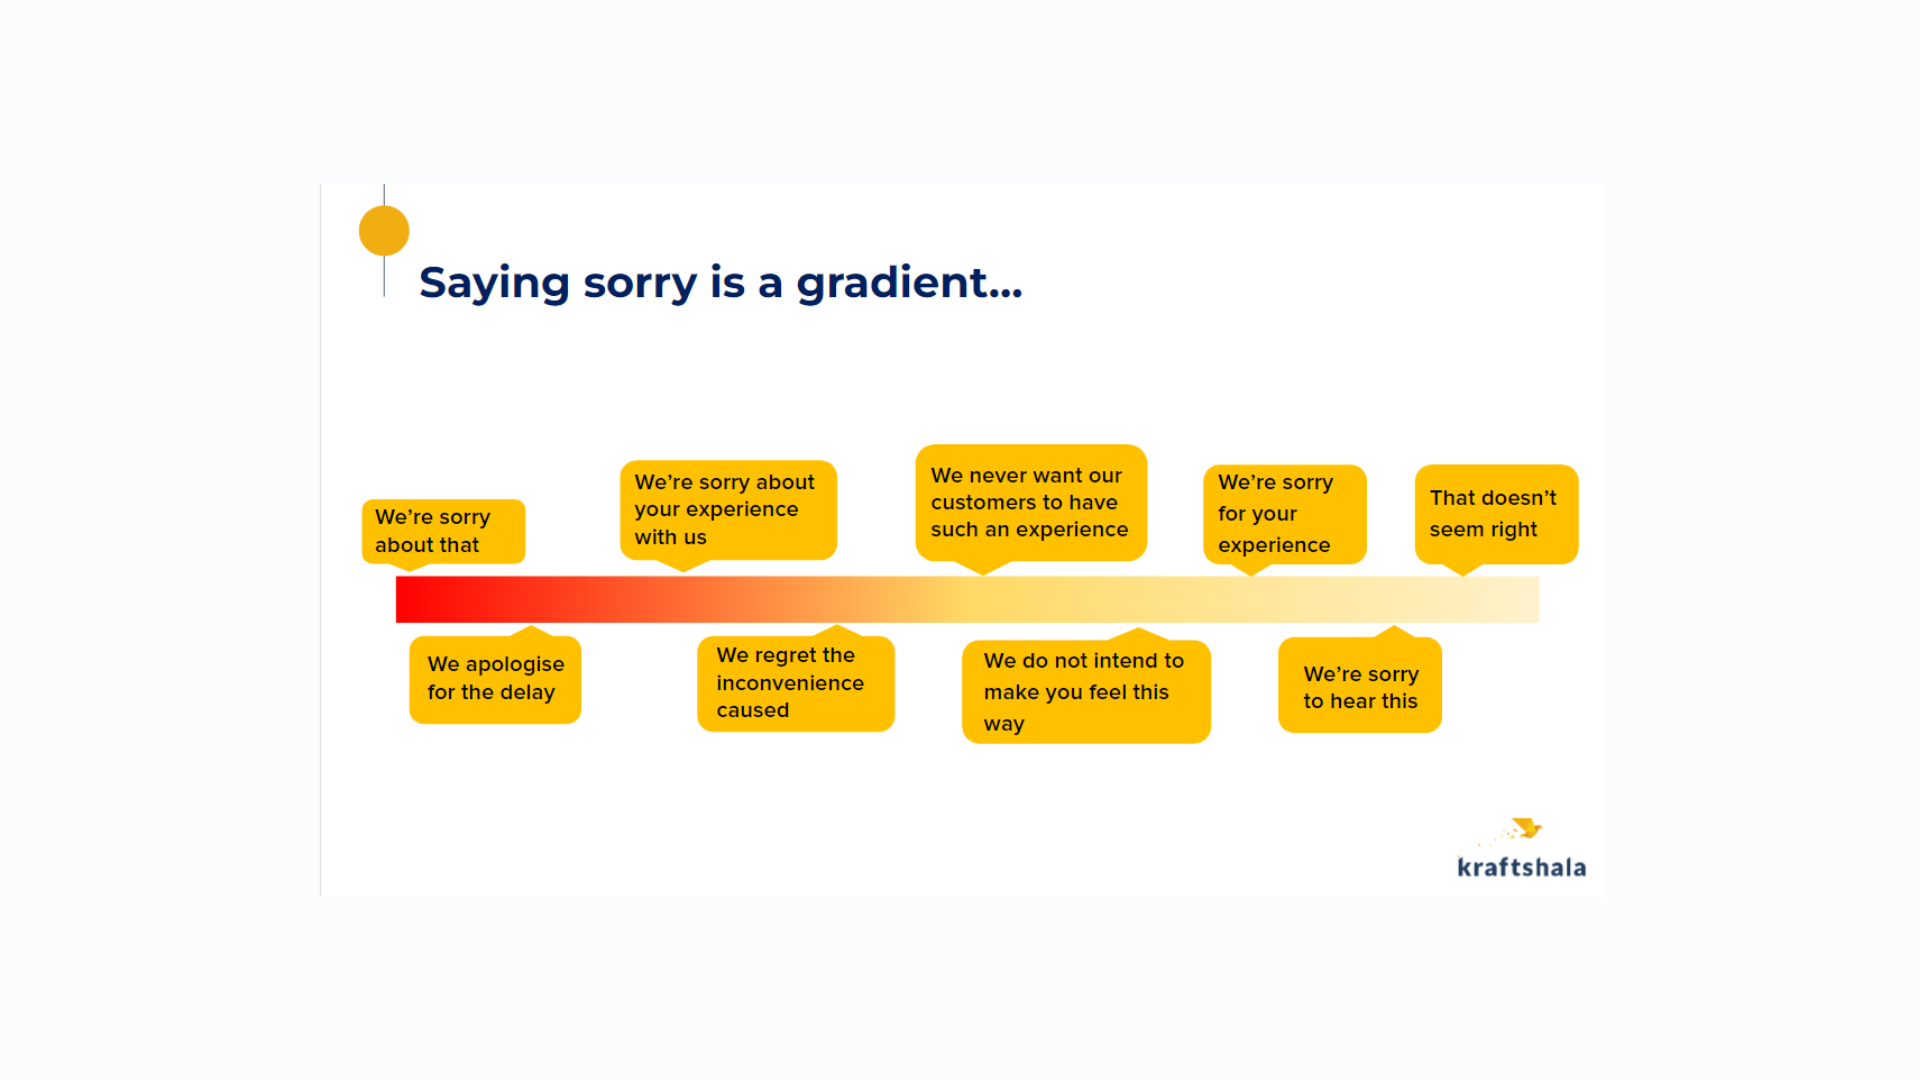 Saying sorry is a gradient...
We're sorry
about that
We're sorry about
your experience
with us
We never want our
customers to have
such an experience
We're sorry
for your
experience
That doesn't
seem right
We apologise
for the delay
We regret the
inconvenience
caused
We do not intend to
make you feel this
way
We're sorry
to hear this
kraftshala